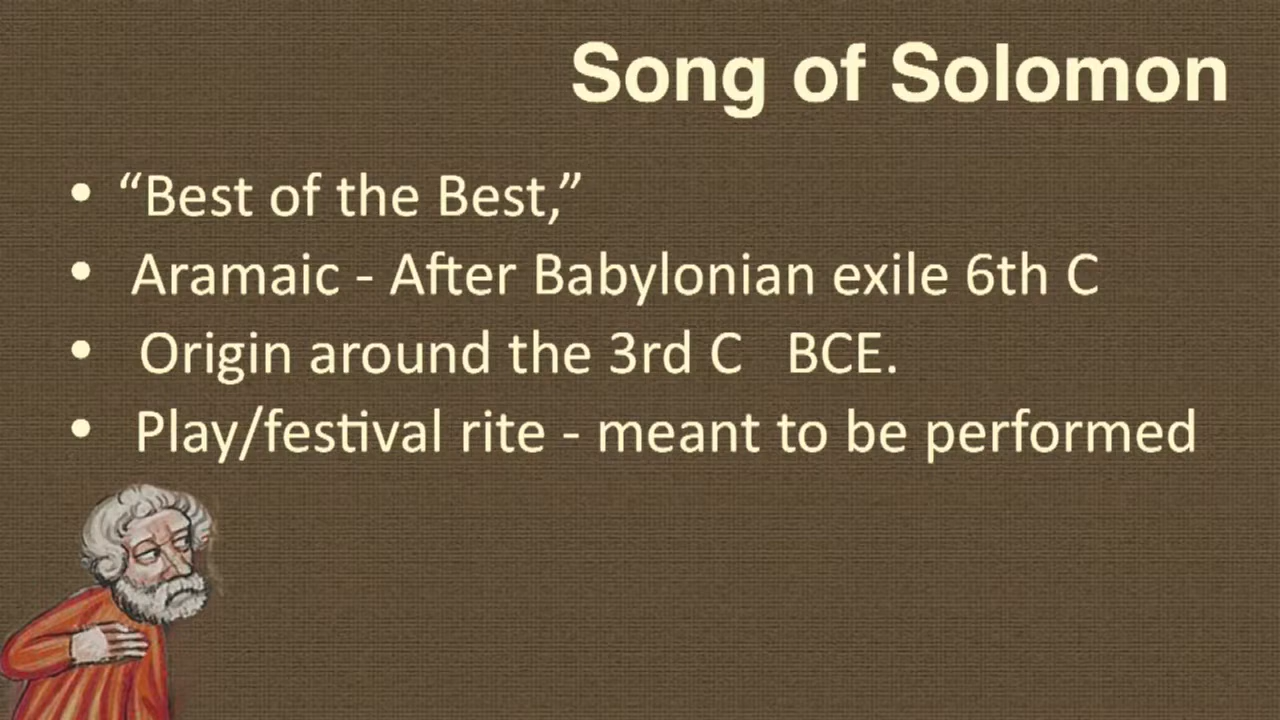 Song of Solomon
• “Best of the Best,”
• Aramaic - After Babylonian exile 6th C
• Origin around the 3rd C BCE.
• Play/festival rite - meant to be performed